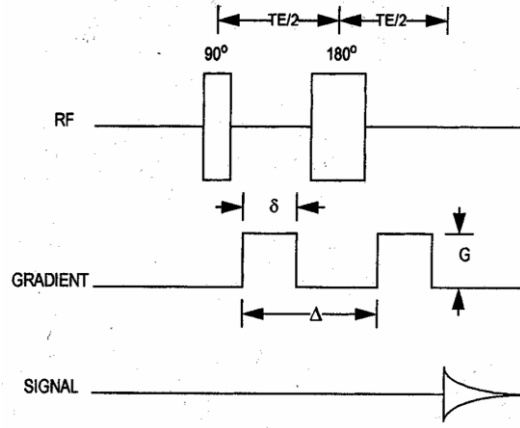 TE/2 TE/2
90° 180°
RF
δ
G
GRADIENT
Δ
SIGNAL